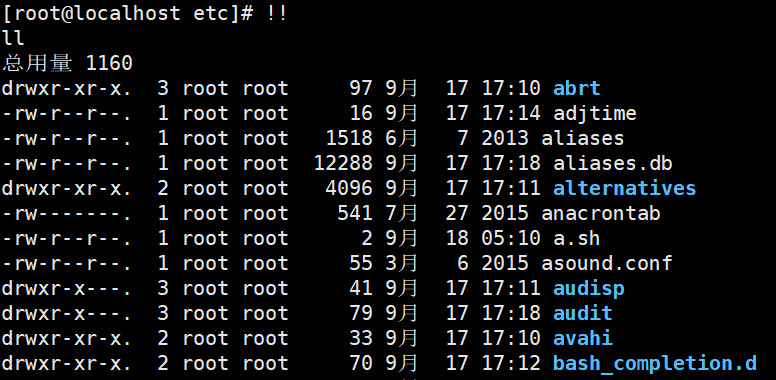 [root@localhost etc]# !!
ll
总用量 1160
drwxr-xr-x.  3 root root     97 9月  17 17:10 abrt
-rw-r--r--.  1 root root     16 9月  17 17:14 adjtime
-rw-r--r--.  1 root root   1518 6月   7 2013 aliases
-rw-r--r--.  1 root root  12288 9月  17 17:18 aliases.db
drwxr-xr-x.  2 root root   4096 9月  17 17:11 alternatives
-rw-------.  1 root root    541 7月  27 2015 anacrontab
-rw-r--r--.  1 root root      2 9月  18 05:10 a.sh
-rw-r--r--.  1 root root     55 3月   6 2015 asound.conf
drwxr-x---.  3 root root     41 9月  17 17:11 audisp
drwxr-x---.  3 root root     79 9月  17 17:18 audit
drwxr-xr-x.  2 root root     33 9月  17 17:10 avahi
drwxr-xr-x.  2 root root     70 9月  17 17:12 bash_completion.d